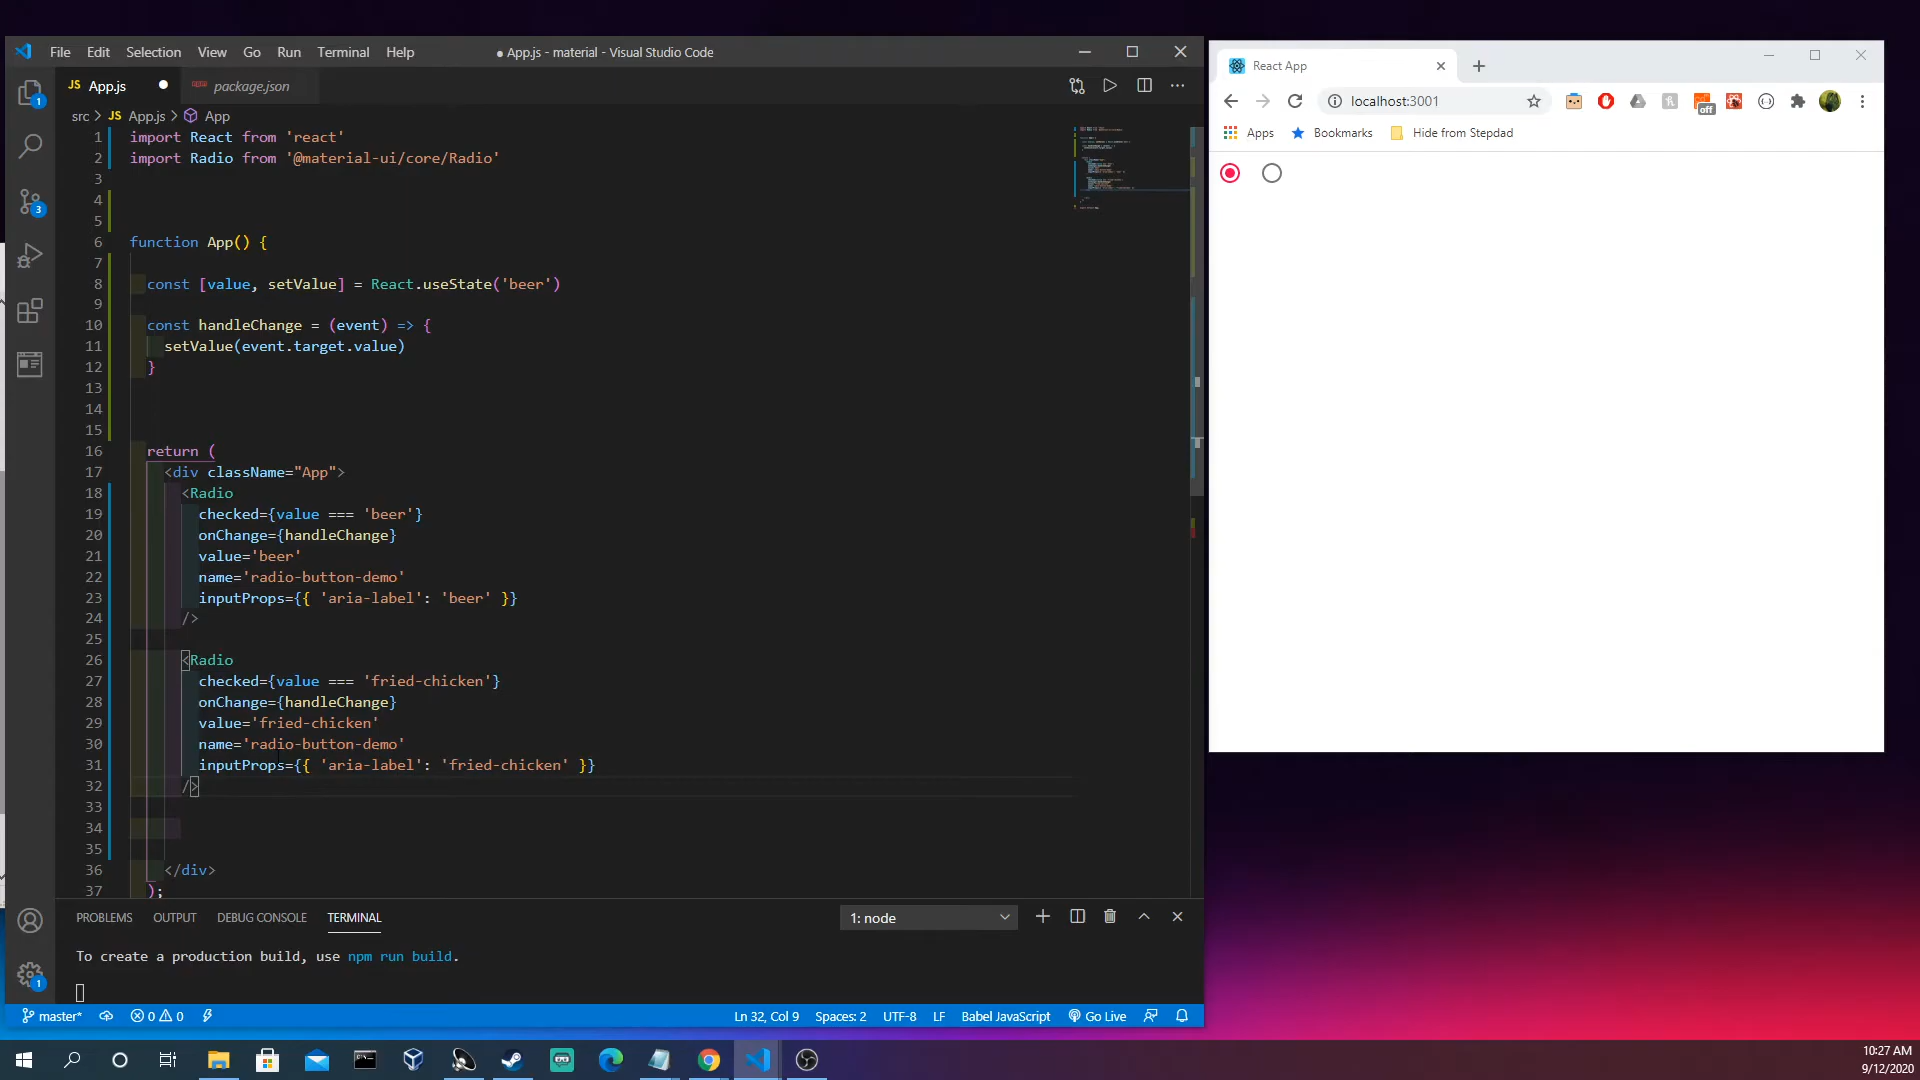 File Edit Selection View Go Run Terminal Help
● App.js - material - Visual Studio Code
JS App.js ●
package.json
src > JS App.js > App
1 import React from 'react'
2 import Radio from '@material-ui/core/Radio'
3
4
5
6 function App() {
7
8 const [value, setValue] = React.useState('beer')
9
10 const handleChange = (event) => {
11 setValue(event.target.value)
12 }
13
14
15
16 return (
17 <div className="App">
18 <Radio
19 checked={value === 'beer'}
20 onChange={handleChange}
21 value='beer'
22 name='radio-button-demo'
23 inputProps={{ 'aria-label': 'beer' }}
24 />
25
26 <Radio
27 checked={value === 'fried-chicken'}
28 onChange={handleChange}
29 value='fried-chicken'
30 name='radio-button-demo'
31 inputProps={{ 'aria-label': 'fried-chicken' }}
32 />
33
34
35
36 </div>
37 );
1
3
1
PROBLEMS OUTPUT DEBUG CONSOLE TERMINAL
1: node
To create a production build, use npm run build.
master* 0 0
Ln 32, Col 9 Spaces: 2 UTF-8 LF Babel JavaScript Go Live
React App
localhost:3001
off
Apps Bookmarks Hide from Stepdad
10:27 AM
9/12/2020